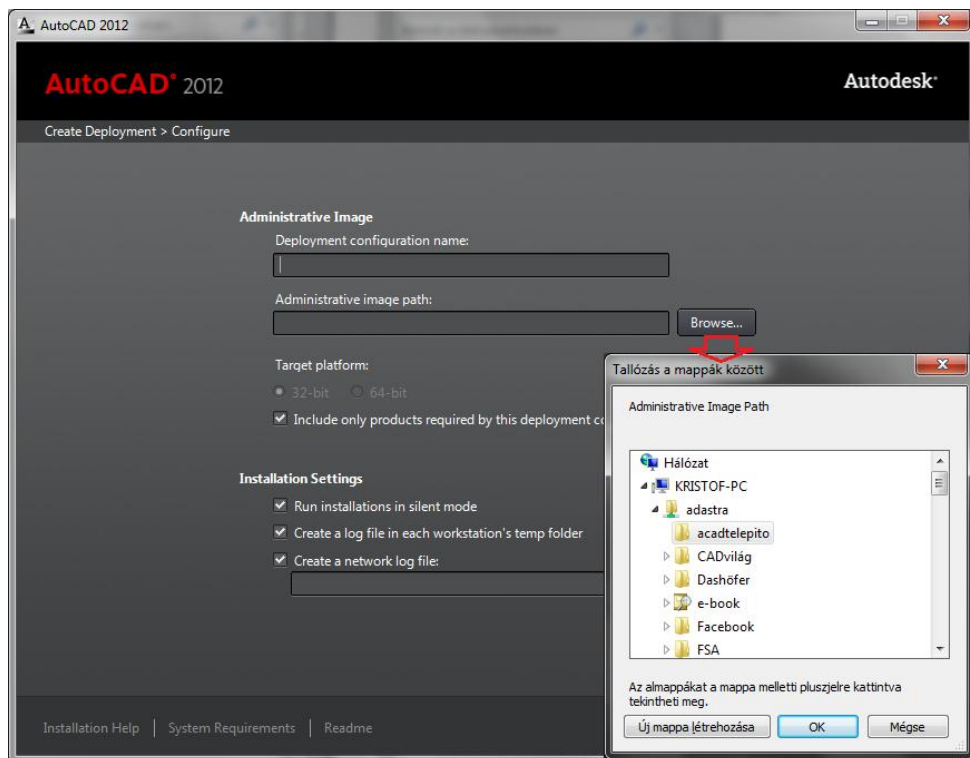 AutoCAD 2012
AutoCAD® 2012
Autodesk®
Create Deployment > Configure
Administrative Image
Deployment configuration name:
Administrative image path:
Browse...
Target platform:
32-bit 64-bit
Include only products required by this deployment
Installation Settings
Run installations in silent mode
Create a log file in each workstation's temp folder
Create a network log file:
Installation Help | System Requirements | Readme
Tallózás a mappák között
Administrative Image Path
Hálózat
KRISTOF-PC
adastra
acadtelepito
CADvilág
Dashöfer
e-book
Facebook
FSA
Az almappákat a mappa melletti pluszjelre kattintva
tekintheti meg.
Új mappa létrehozása OK Mégse